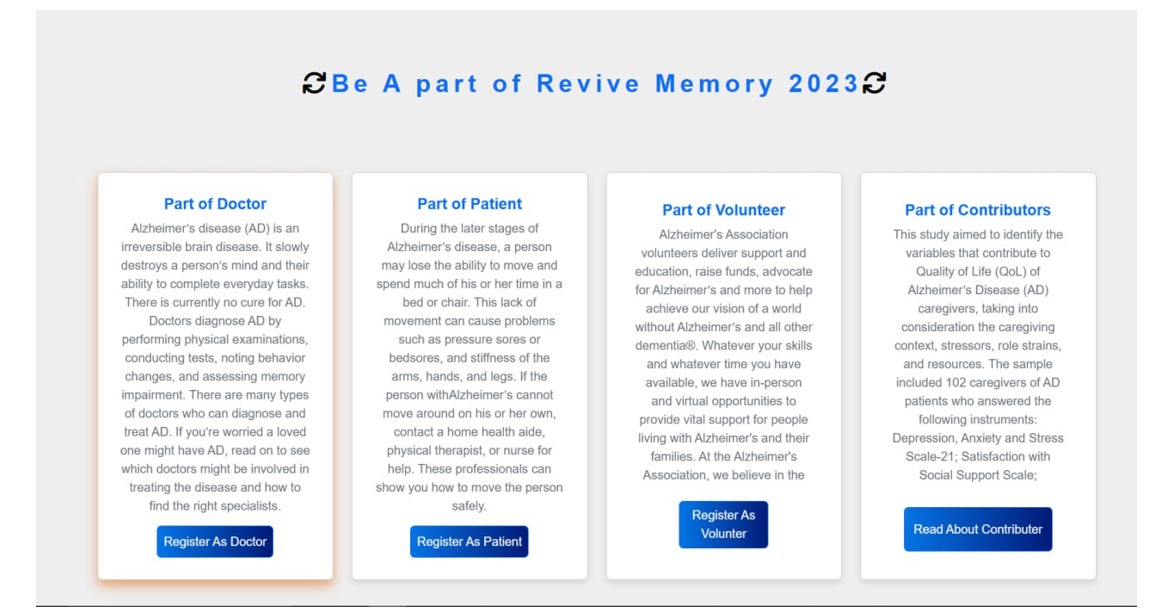 Be A part of Revive Memory 2023
Part of Doctor
Alzheimer's disease (AD) is an
irreversible brain disease. It slowly
destroys a person's mind and their
ability to complete everyday tasks.
There is currently no cure for AD.
Doctors diagnose AD by
performing physical examinations,
conducting tests, noting behavior
changes, and assessing memory
impairment. There are many types
of doctors who can diagnose and
treat AD. If you're worried a loved
one might have AD, read on to see
which doctors might be involved in
treating the disease and how to
find the right specialists.
Register As Doctor
Part of Patient
During the later stages of
Alzheimer's disease, a person
may lose the ability to move and
spend much of his or her time in a
bed or chair. This lack of
movement can cause problems
such as pressure sores or
bedsores, and stiffness of the
arms, hands, and legs. If the
person withAlzheimer's cannot
move around on his or her own,
contact a home health aide,
physical therapist, or nurse for
help. These professionals can
show you how to move the person
safely.
Register As Patient
Part of Volunteer
Alzheimer's Association
volunteers deliver support and
education, raise funds, advocate
for Alzheimer's and more to help
achieve our vision of a world
without Alzheimer's and all other
dementia®. Whatever your skills
and whatever time you have
available, we have in-person
and virtual opportunities to
provide vital support for people
living with Alzheimer's and their
families. At the Alzheimer's
Association, we believe in the
Register As
Volunter
Part of Contributors
This study aimed to identify the
variables that contribute to
Quality of Life (QoL) of
Alzheimer's Disease (AD)
caregivers, taking into
consideration the caregiving
context, stressors, role strains,
and resources. The sample
included 102 caregivers of AD
patients who answered the
following instruments:
Depression, Anxiety and Stress
Scale-21; Satisfaction with
Social Support Scale;
Read About Contributer